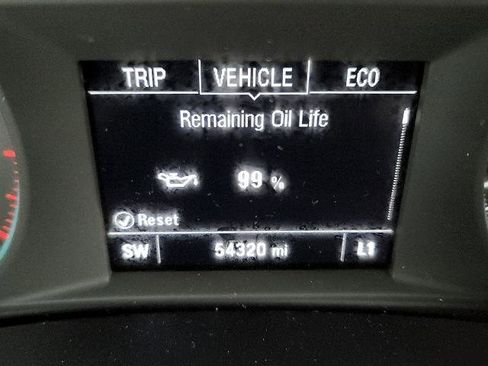 TRIP VEHICLE ECO
Remaining Oil Life
99 %
Reset
SW 54320 mi L1